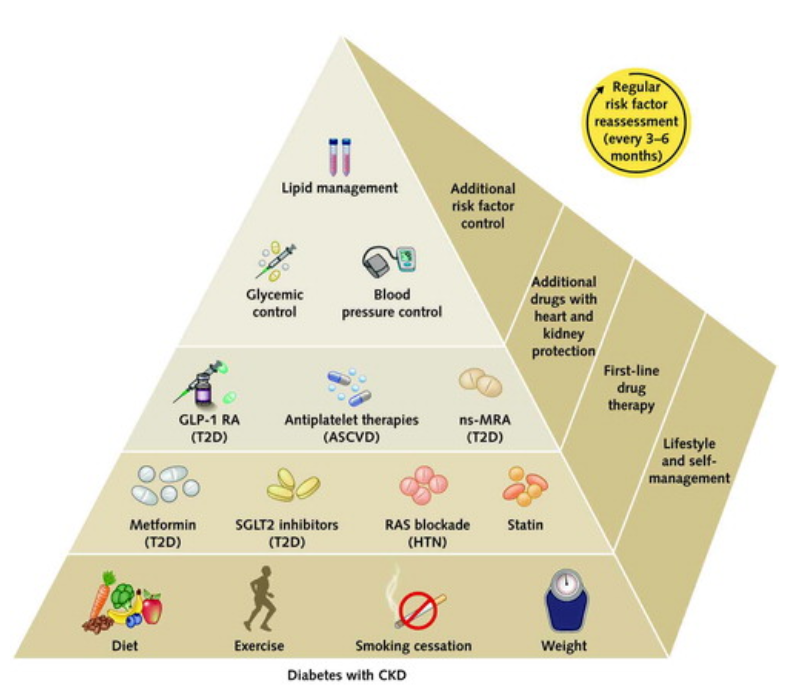 Regular
risk factor
reassessment
(every 3–6
months)
Lipid management
Additional
risk factor
control
Glycemic
control
Blood
pressure control
Additional
drugs with
heart and
kidney
protection
GLP-1 RA
(T2D)
Antiplatelet therapies
(ASCVD)
ns-MRA
(T2D)
First-line
drug
therapy
Metformin
(T2D)
SGLT2 inhibitors
(T2D)
RAS blockade
(HTN)
Statin
Lifestyle
and self-
management
Diet
Exercise
Smoking cessation
Weight
Diabetes with CKD